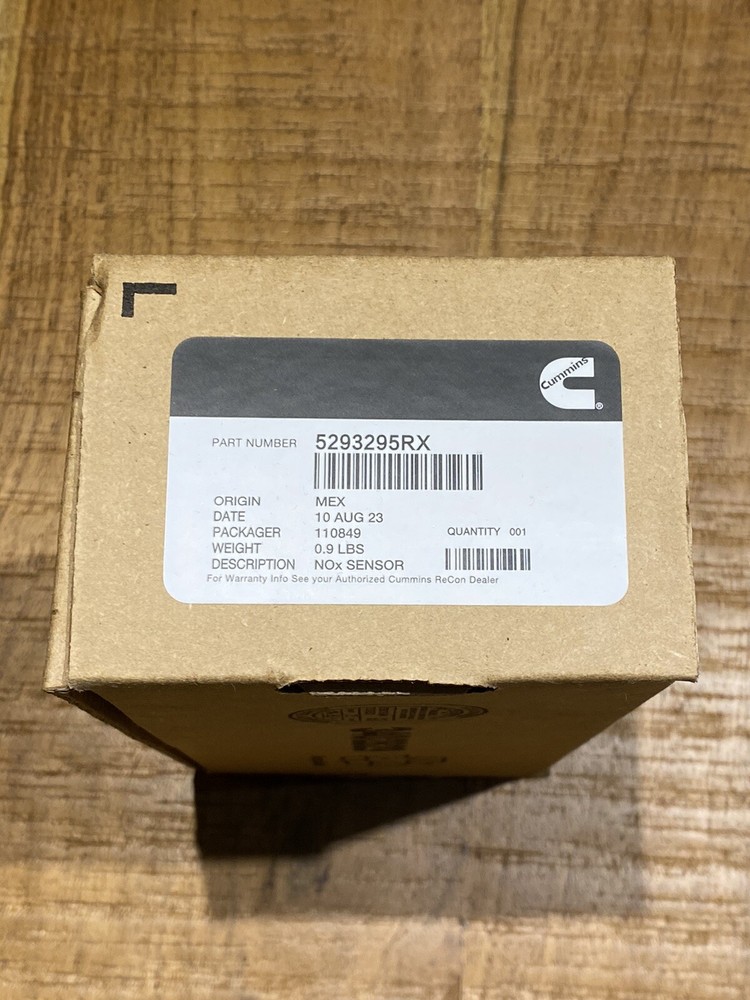 Cummins
®
PART NUMBER 5293295RX
ORIGIN MEX
DATE 10 AUG 23
PACKAGER 110849 QUANTITY 001
WEIGHT 0.9 LBS
DESCRIPTION NOx SENSOR
For Warranty Info See your Authorized Cummins ReCon Dealer